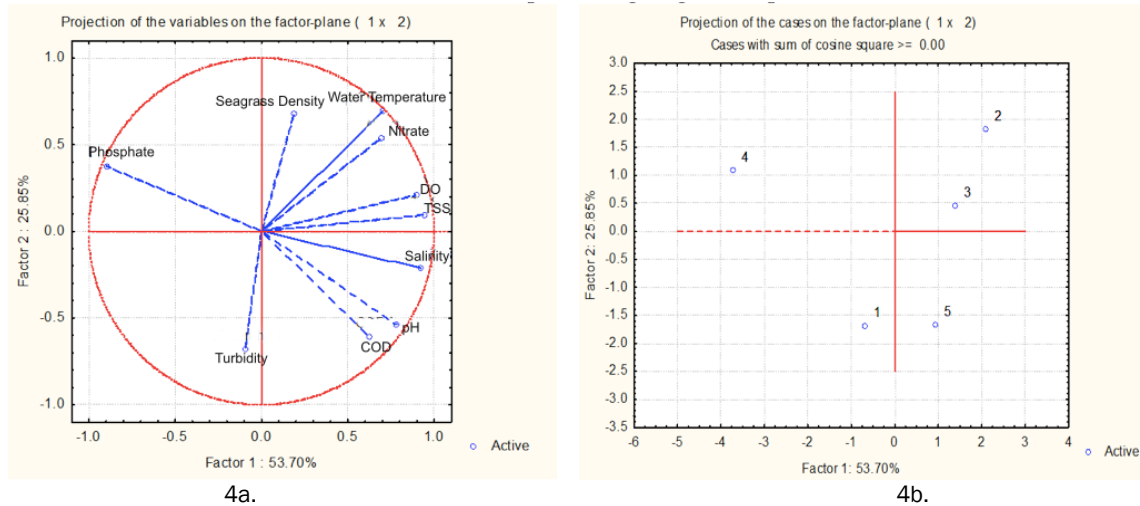 Projection of the variables on the factor-plane ( 1 x 2)
1.0
0.5
0.0
-0.5
-1.0
Factor 2 : 25.85%
Seagrass Density
Water Temperature
Nitrate
Phosphate
DO
TSS
Salinity
pH
COD
Turbidity
-1.0 -0.5 0.0 0.5 1.0
Active
Factor 1 : 53.70%
4a.
Projection of the cases on the factor-plane ( 1 x 2)
Cases with sum of cosine square >= 0.00
3.0
2.5
2.0
1.5
1.0
0.5
0.0
-0.5
-1.0
-1.5
-2.0
-2.5
-3.0
-3.5
Factor 2: 25.85%
2
4
3
1
5
-6 -5 -4 -3 -2 -1 0 1 2 3 4
Active
Factor 1: 53.70%
4b.